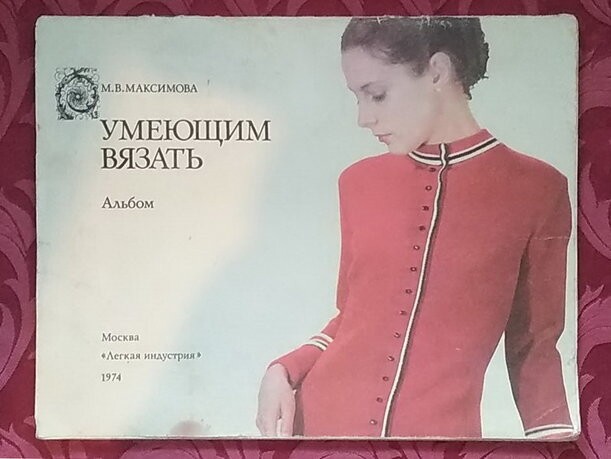 М.В.МАКСИМОВА
УМЕЮЩИМ
ВЯЗАТЬ
Альбом
Москва
«Легкая индустрия»
1974